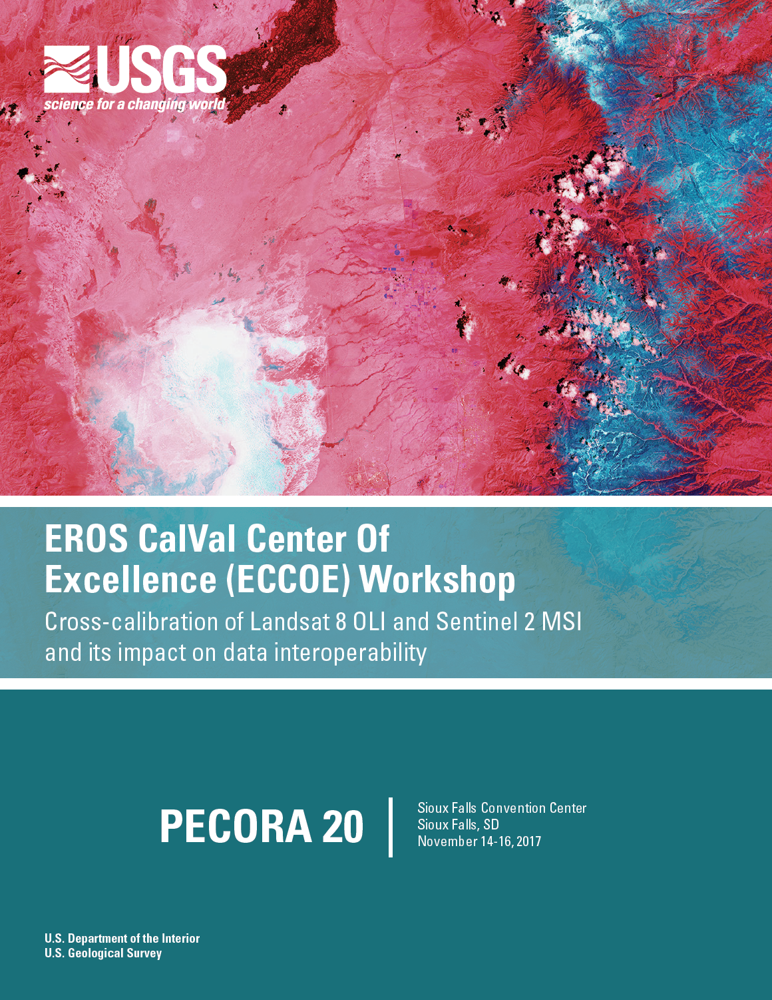 USGS
science for a changing world
EROS CalVal Center Of
Excellence (ECCOE) Workshop
Cross-calibration of Landsat 8 OLI and Sentinel 2 MSI
and its impact on data interoperability
PECORA 20
Sioux Falls Convention Center
Sioux Falls, SD
November 14-16, 2017
U.S. Department of the Interior
U.S. Geological Survey